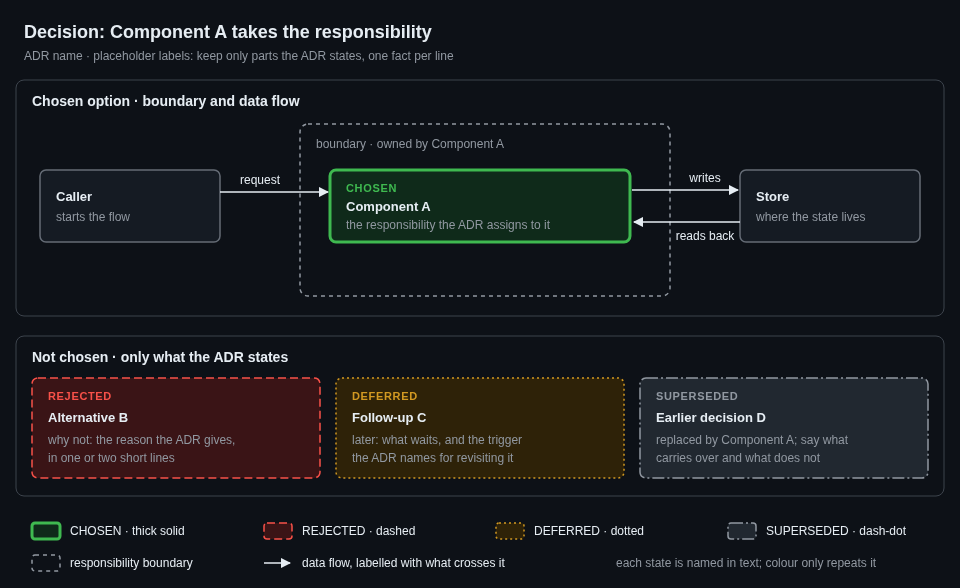 Decision: Component A takes the responsibility
ADR name · placeholder labels: keep only parts the ADR states, one fact per line
Chosen option · boundary and data flow
boundary · owned by Component A
Caller
starts the flow
request
CHOSEN
Component A
the responsibility the ADR assigns to it
writes
reads back
Store
where the state lives
Not chosen · only what the ADR states
REJECTED
Alternative B
why not: the reason the ADR gives,
in one or two short lines
DEFERRED
Follow-up C
later: what waits, and the trigger
the ADR names for revisiting it
SUPERSEDED
Earlier decision D
replaced by Component A; say what
carries over and what does not
CHOSEN · thick solid
REJECTED · dashed
DEFERRED · dotted
SUPERSEDED · dash-dot
responsibility boundary
data flow, labelled with what crosses it
each state is named in text; colour only repeats it